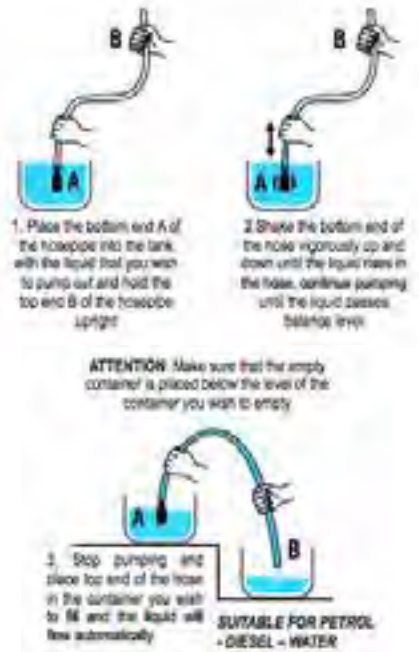 B
A
1. Place the bottom end A of
the hosepipe into the tank
with the liquid that you wish
to pump out and hold the
top end B of the hosepipe
upright
B
A
2.Shake the bottom end of
the hose vigorously up and
down until the liquid rises in
the hose, continue pumping
until the liquid passes
balance level
ATTENTION Make sure that the empty
container is placed below the level of the
container you wish to empty
A
B
3. Stop pumping and
place top end of the hose
in the container you wish
to fill and the liquid will
flow automatically
SUITABLE FOR PETROL
- DIESEL - WATER